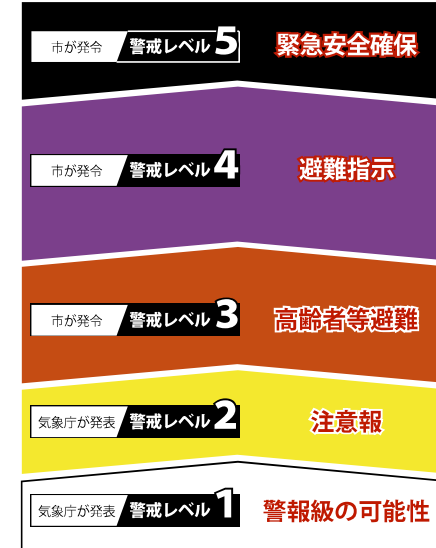 市が発令 警戒レベル5 緊急安全確保
市が発令 警戒レベル4 避難指示
市が発令 警戒レベル3 高齢者等避難
気象庁が発表 警戒レベル2 注意報
気象庁が発表 警戒レベル1 警報級の可能性